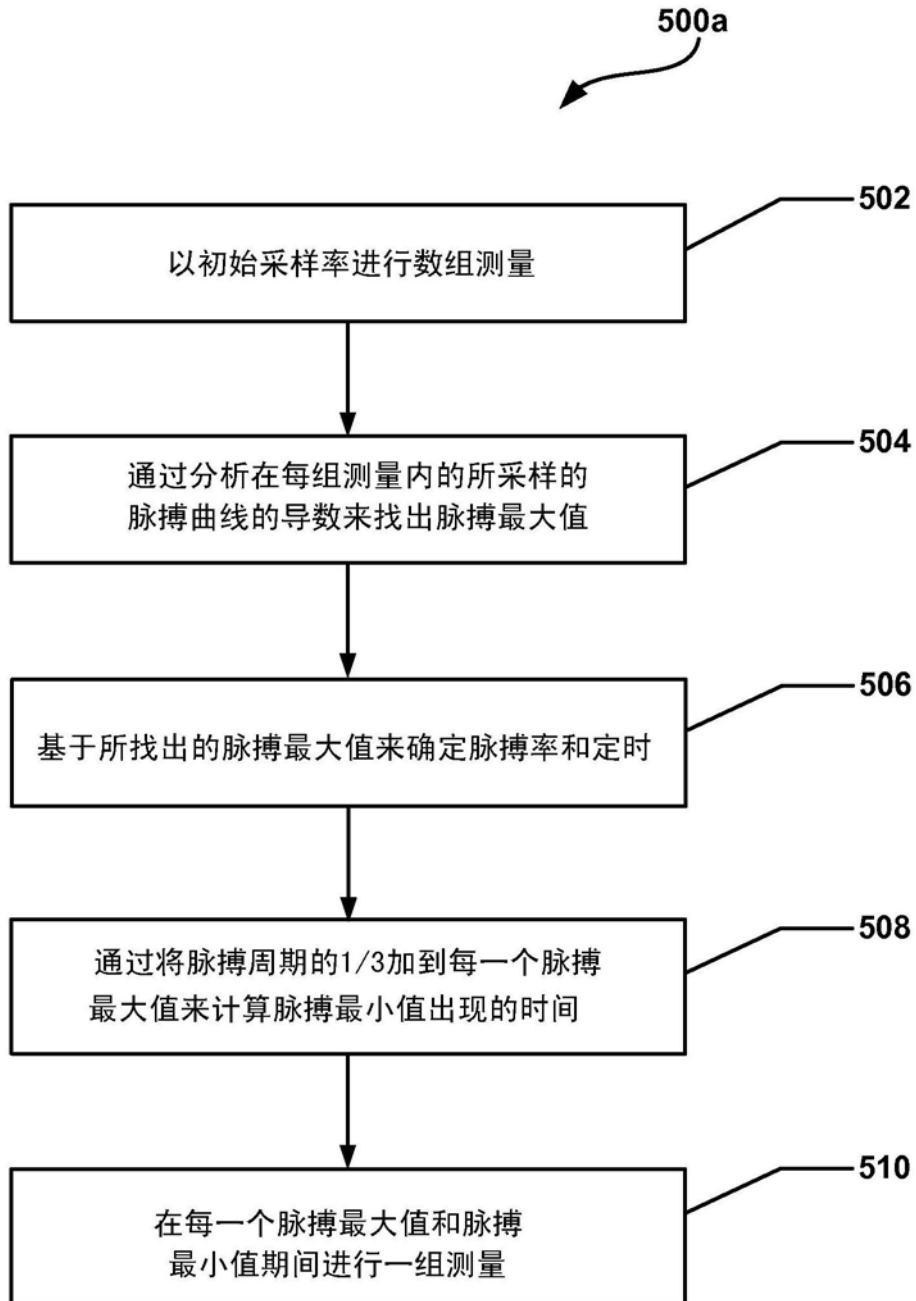 500a
502
以初始采样率进行数组测量
504
通过分析在每组测量内的所采样的
脉搏曲线的导数来找出脉搏最大值
506
基于所找出的脉搏最大值来确定脉搏率和定时
508
通过将脉搏周期的1/3加到每一个脉搏
最大值来计算脉搏最小值出现的时间
510
在每一个脉搏最大值和脉搏
最小值期间进行一组测量